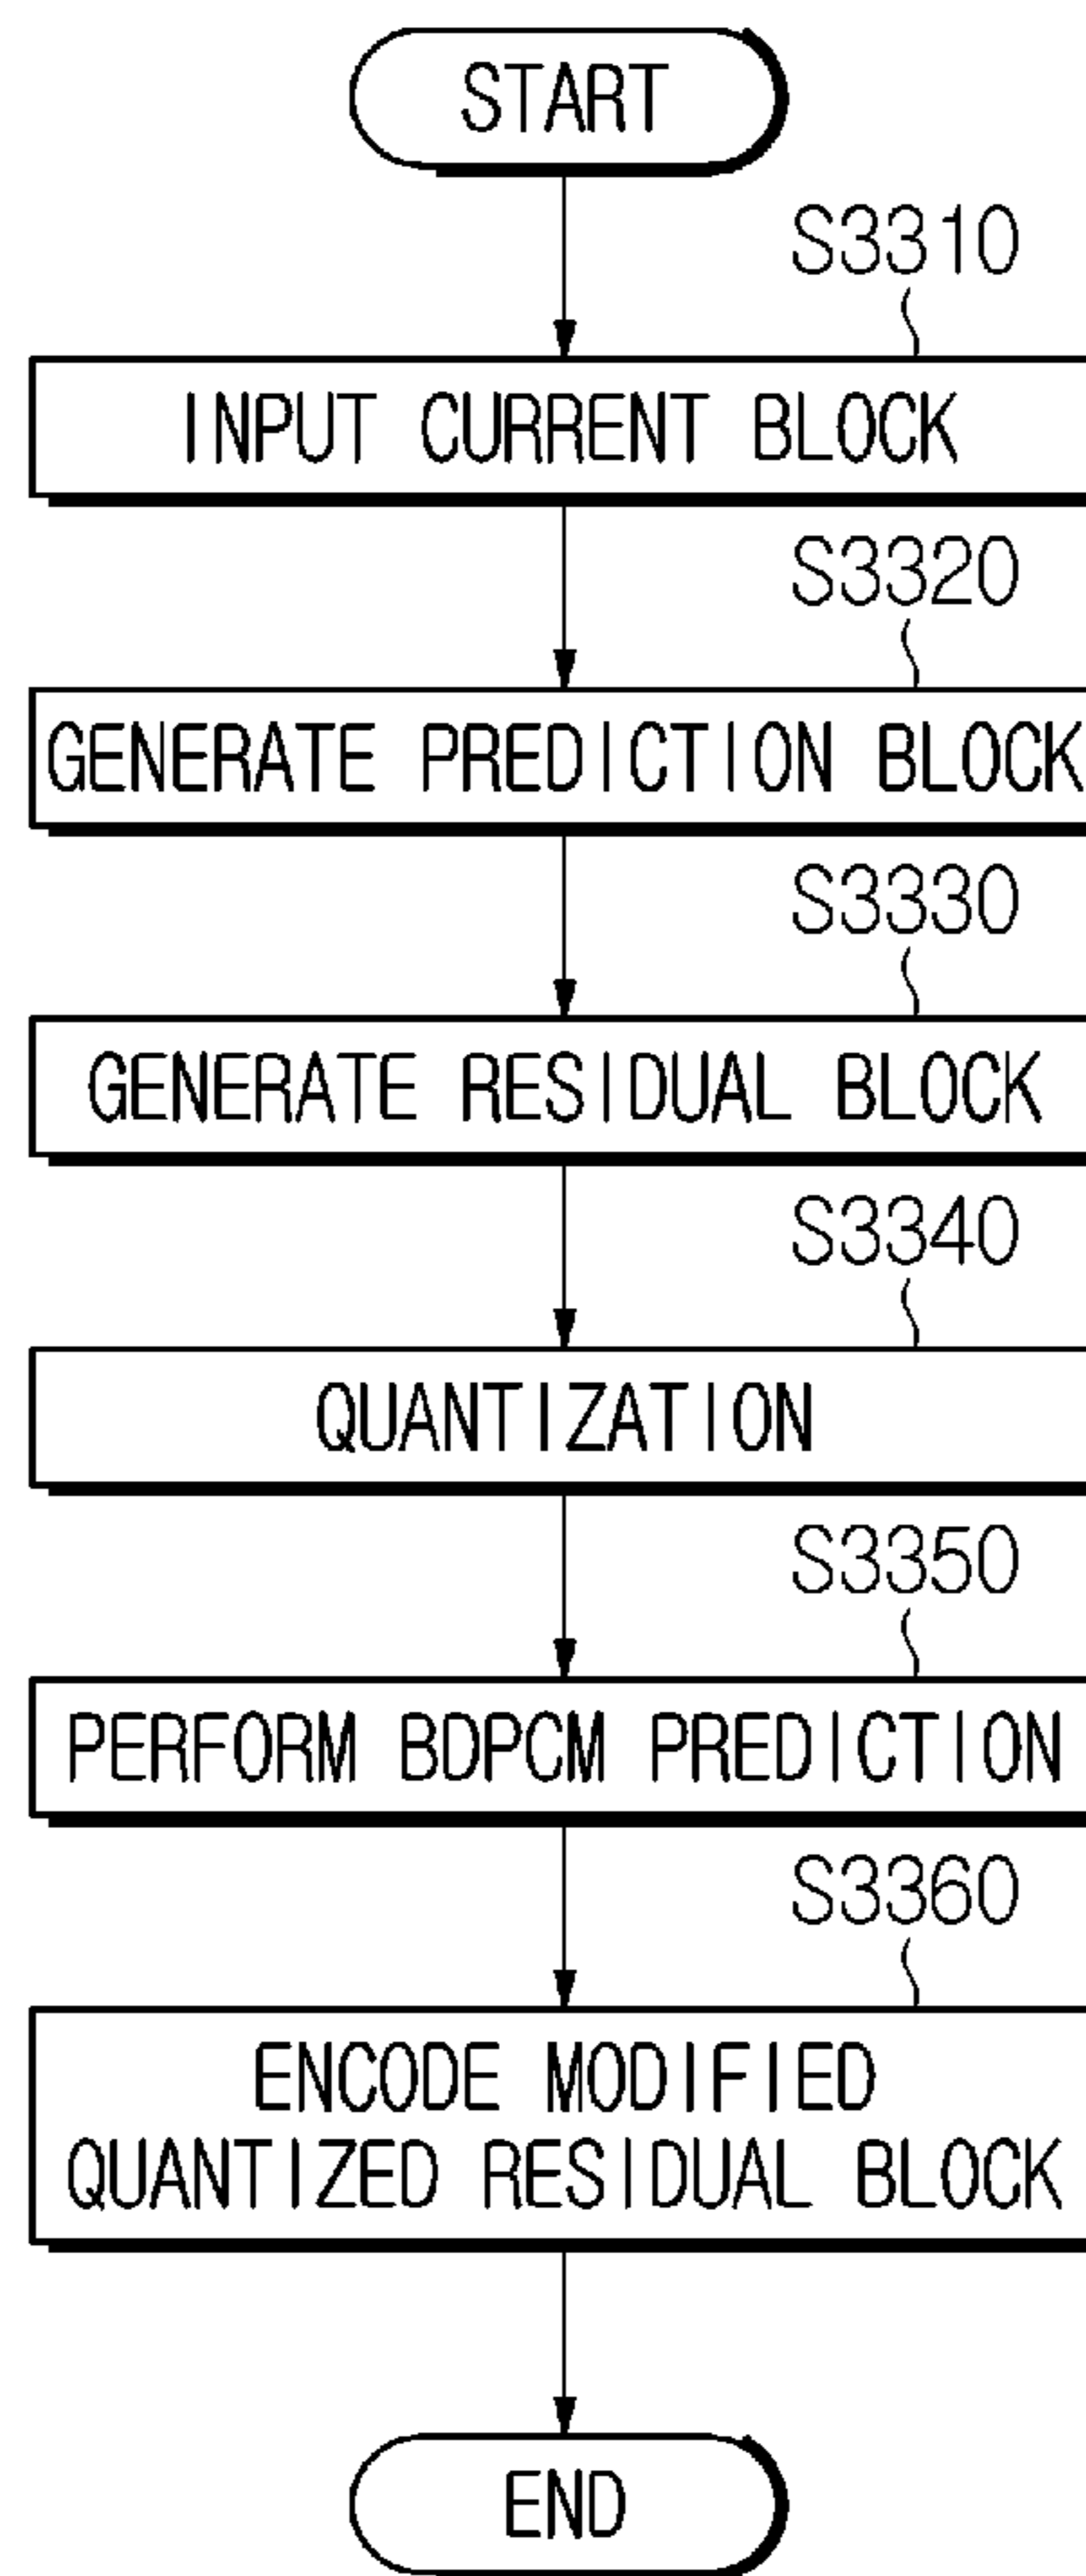 START
S3310
INPUT CURRENT BLOCK
S3320
GENERATE PREDICTION BLOCK
S3330
GENERATE RESIDUAL BLOCK
S3340
QUANTIZATION
S3350
PERFORM BDPCM PREDICTION
S3360
ENCODE MODIFIED
QUANTIZED RESIDUAL BLOCK
END